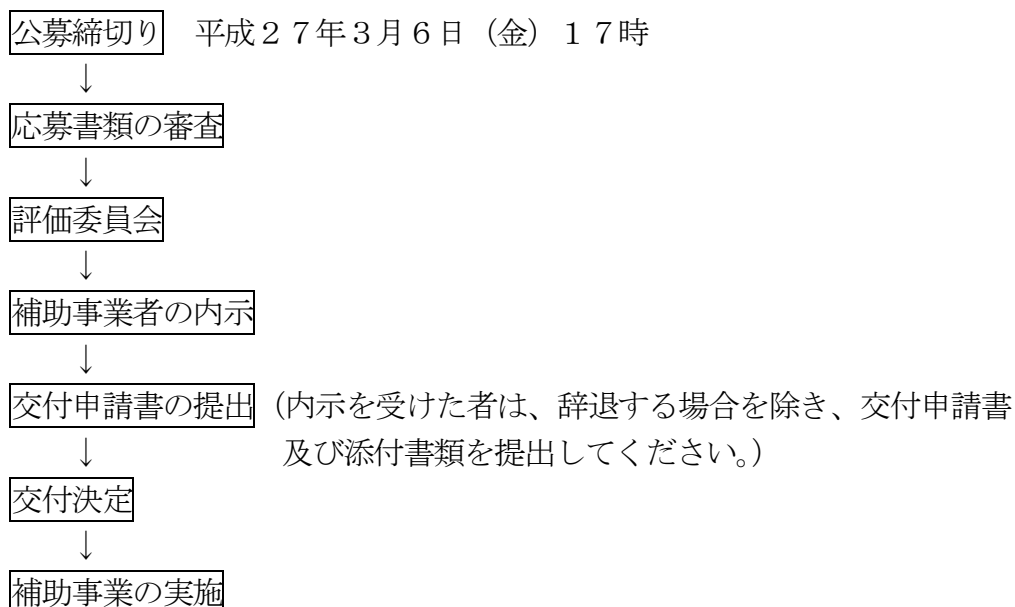 公募締切り　平成２７年３月６日（金）１７時
↓
応募書類の審査
↓
評価委員会
↓
補助事業者の内示
↓
交付申請書の提出（内示を受けた者は、辞退する場合を除き、交付申請書
↓　及び添付書類を提出してください。）
交付決定
↓
補助事業の実施